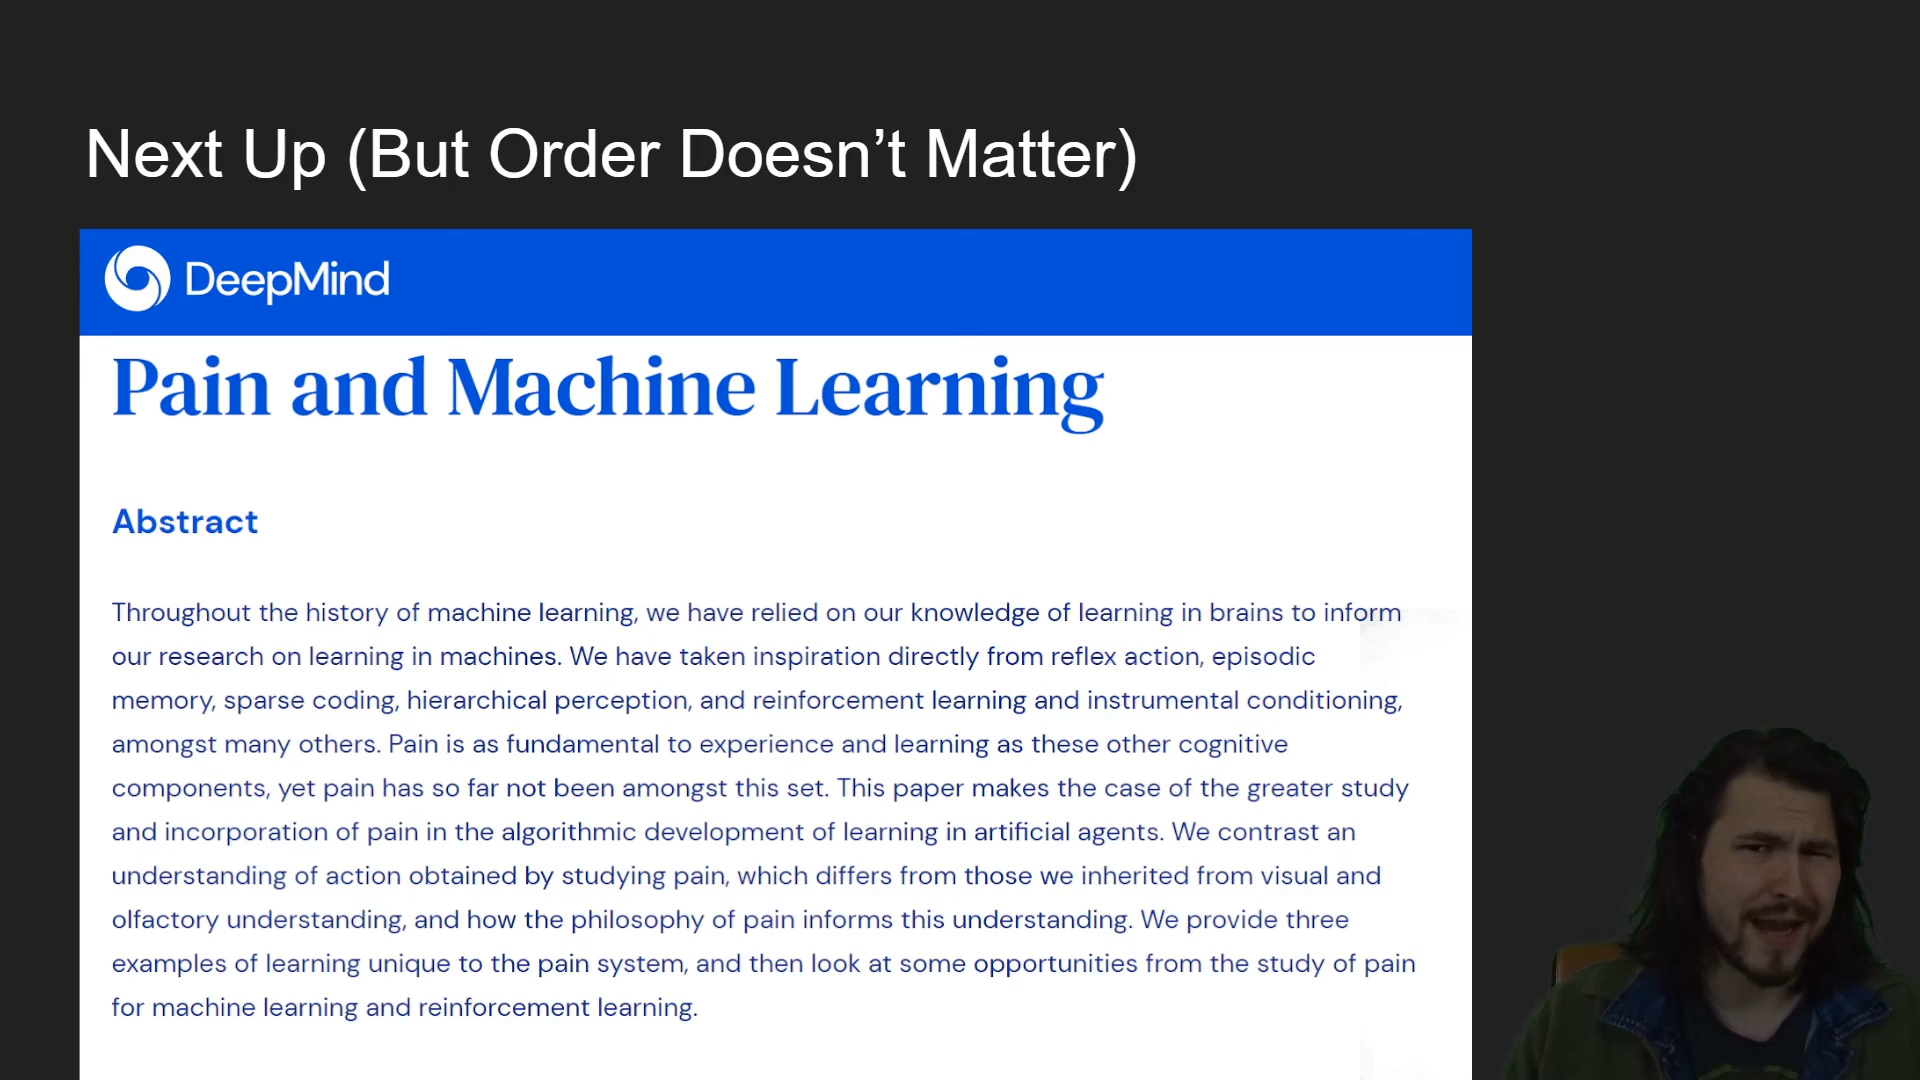 Next Up (But Order Doesn’t Matter)
DeepMind
Pain and Machine Learning
Abstract
Throughout the history of machine learning, we have relied on our knowledge of learning in brains to inform
our research on learning in machines. We have taken inspiration directly from reflex action, episodic
memory, sparse coding, hierarchical perception, and reinforcement learning and instrumental conditioning,
amongst many others. Pain is as fundamental to experience and learning as these other cognitive
components, yet pain has so far not been amongst this set. This paper makes the case of the greater study
and incorporation of pain in the algorithmic development of learning in artificial agents. We contrast an
understanding of action obtained by studying pain, which differs from those we inherited from visual and
olfactory understanding, and how the philosophy of pain informs this understanding. We provide three
examples of learning unique to the pain system, and then look at some opportunities from the study of pain
for machine learning and reinforcement learning.